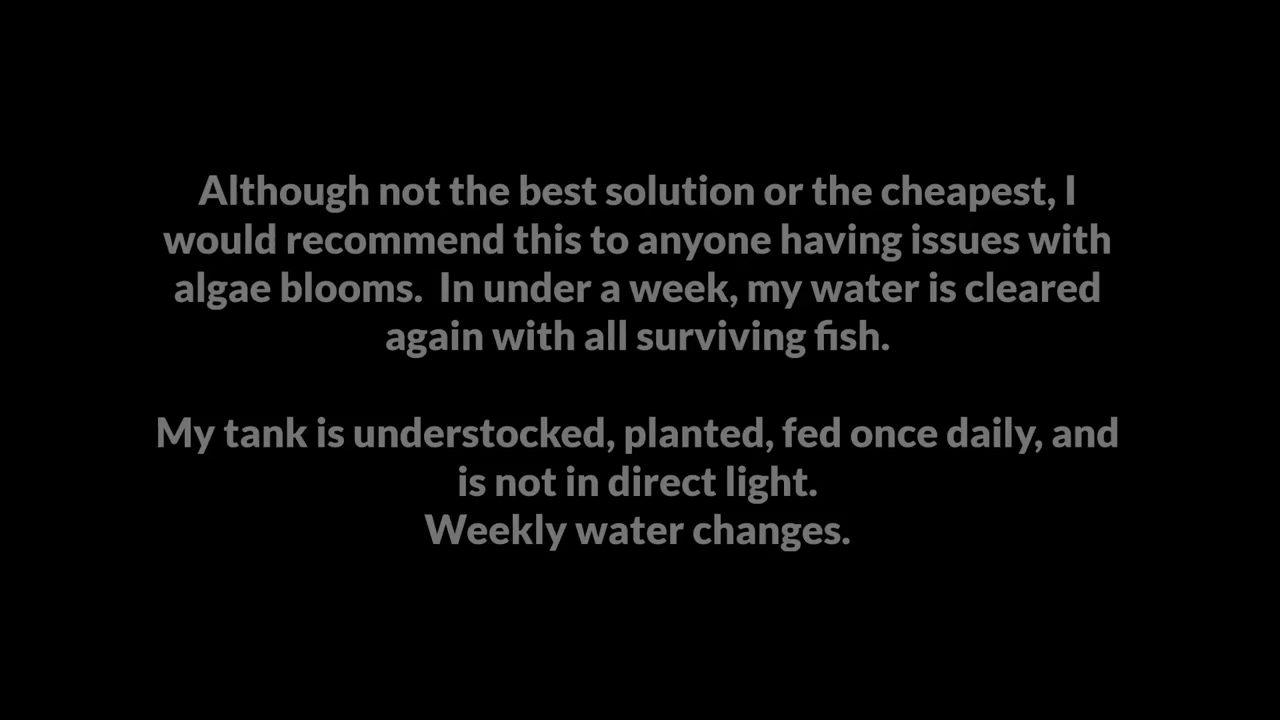 Although not the best solution or the cheapest, I
would recommend this to anyone having issues with
algae blooms.  In under a week, my water is cleared
again with all surviving fish.
My tank is understocked, planted, fed once daily, and
is not in direct light.
Weekly water changes.